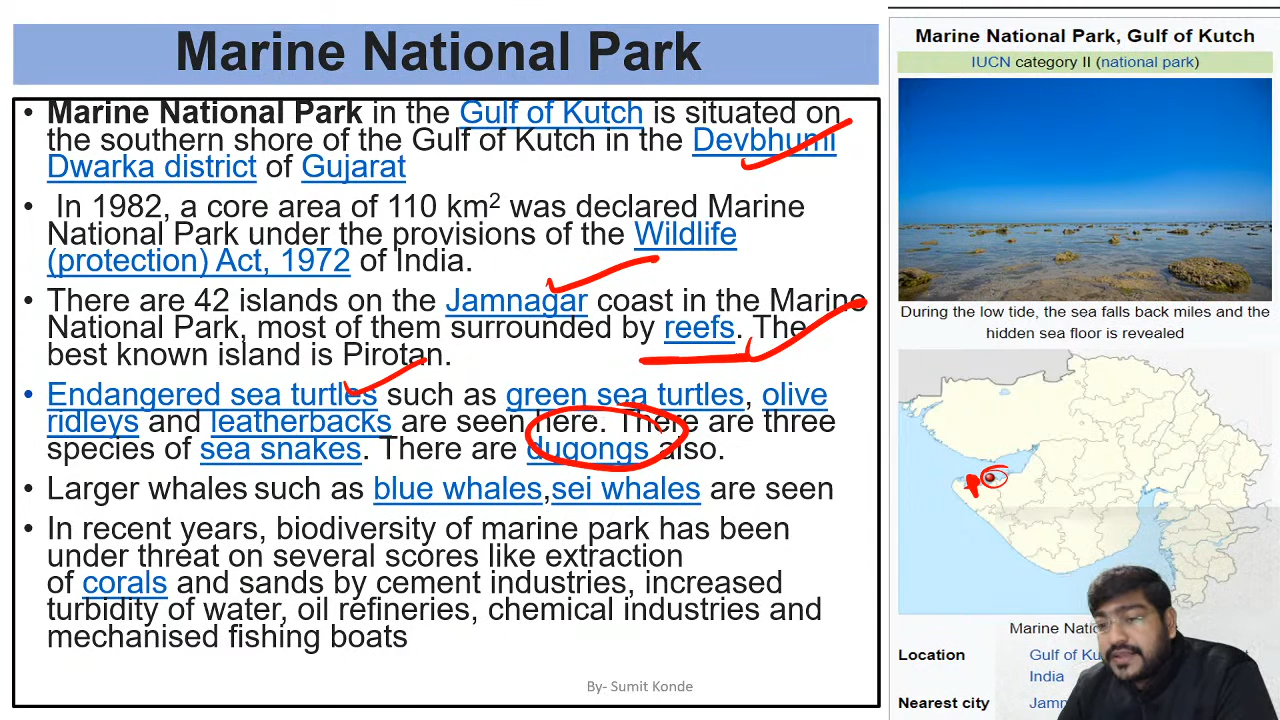 Marine National Park
• Marine National Park in the Gulf of Kutch is situated on
the southern shore of the Gulf of Kutch in the Devbhumi
Dwarka district of Gujarat
• In 1982, a core area of 110 km² was declared Marine
National Park under the provisions of the Wildlife
(protection) Act, 1972 of India.
• There are 42 islands on the Jamnagar coast in the Marine
National Park, most of them surrounded by reefs. The
best known island is Pirotan.
• Endangered sea turtles such as green sea turtles, olive
ridleys and leatherbacks are seen here. There are three
species of sea snakes. There are dugongs also.
• Larger whales such as blue whales,sei whales are seen
• In recent years, biodiversity of marine park has been
under threat on several scores like extraction
of corals and sands by cement industries, increased
turbidity of water, oil refineries, chemical industries and
mechanised fishing boats
By- Sumit Konde
Marine National Park, Gulf of Kutch
IUCN category II (national park)
During the low tide, the sea falls back miles and the
hidden sea floor is revealed
Marine
Location
Gulf of
India
Nearest city